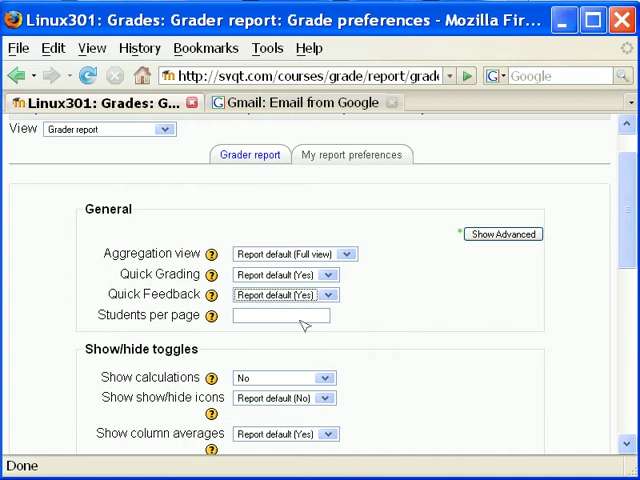 Linux301: Grades: Grader report: Grade preferences - Mozilla Fir...
File Edit View History Bookmarks Tools Help
http://svqt.com/courses/grade/report/grade G Google
Linux301: Grades: G... G Gmail: Email from Google
View Grader report
Grader report My report preferences
General
* Show Advanced
Aggregation view ? Report default (Full view)
Quick Grading ? Report default (Yes)
Quick Feedback ? Report default (Yes)
Students per page ?
Show/hide toggles
Show calculations ? No
Show show/hide icons ? Report default (No)
Show column averages ? Report default (Yes)
Done